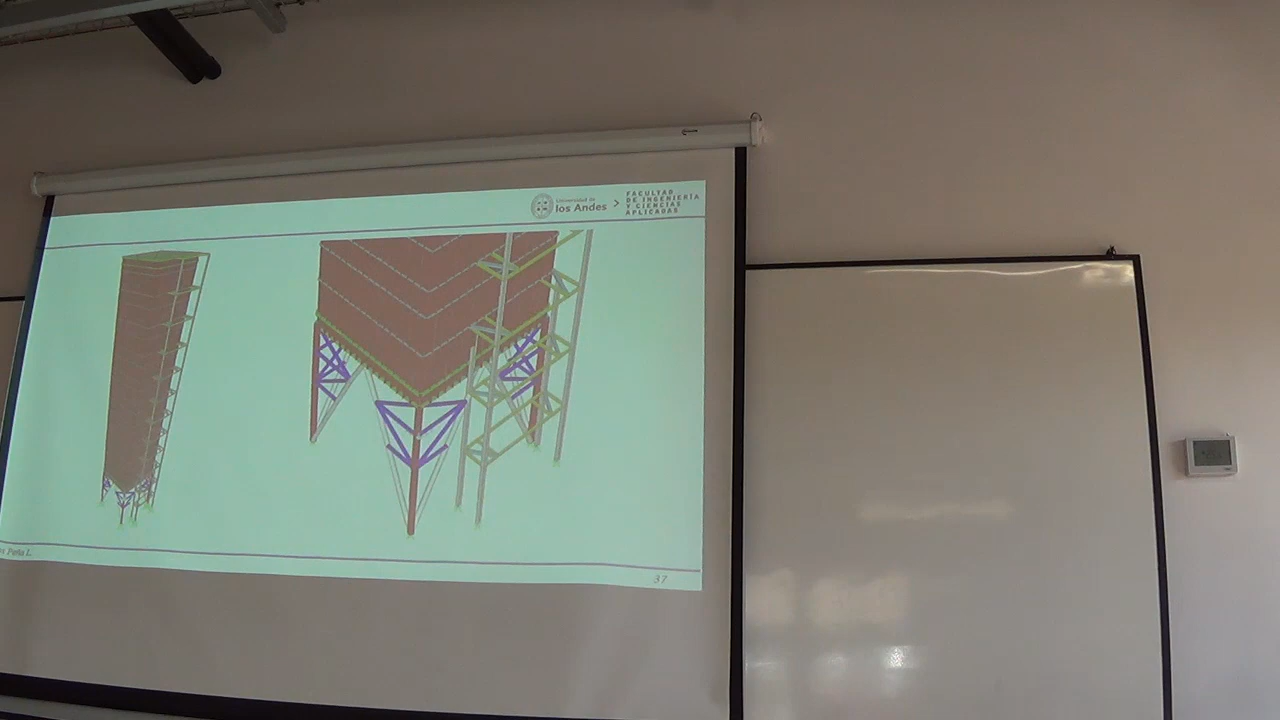 Universidad de
los Andes >
FACULTAD
DE INGENIERÍA
Y CIENCIAS
APLICADAS
Peña L.
37